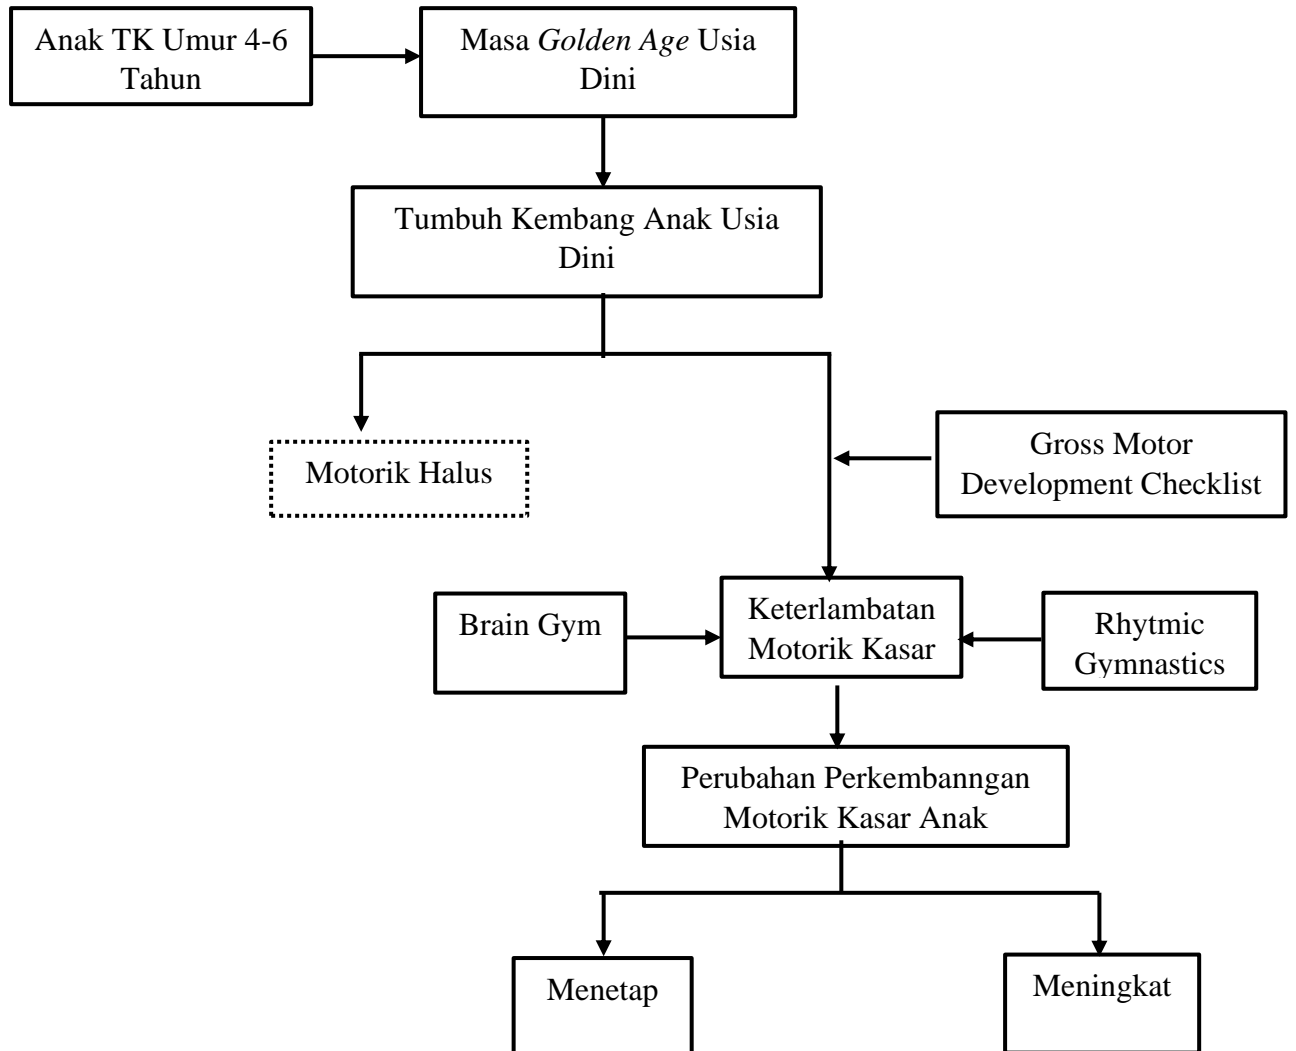 Anak TK Umur 4-6
Tahun
Masa Golden Age Usia
Dini
Tumbuh Kembang Anak Usia
Dini
Motorik Halus
Gross Motor
Development Checklist
Brain Gym
Keterlambatan
Motorik Kasar
Rhytmic
Gymnastics
Perubahan Perkembanngan
Motorik Kasar Anak
Menetap
Meningkat